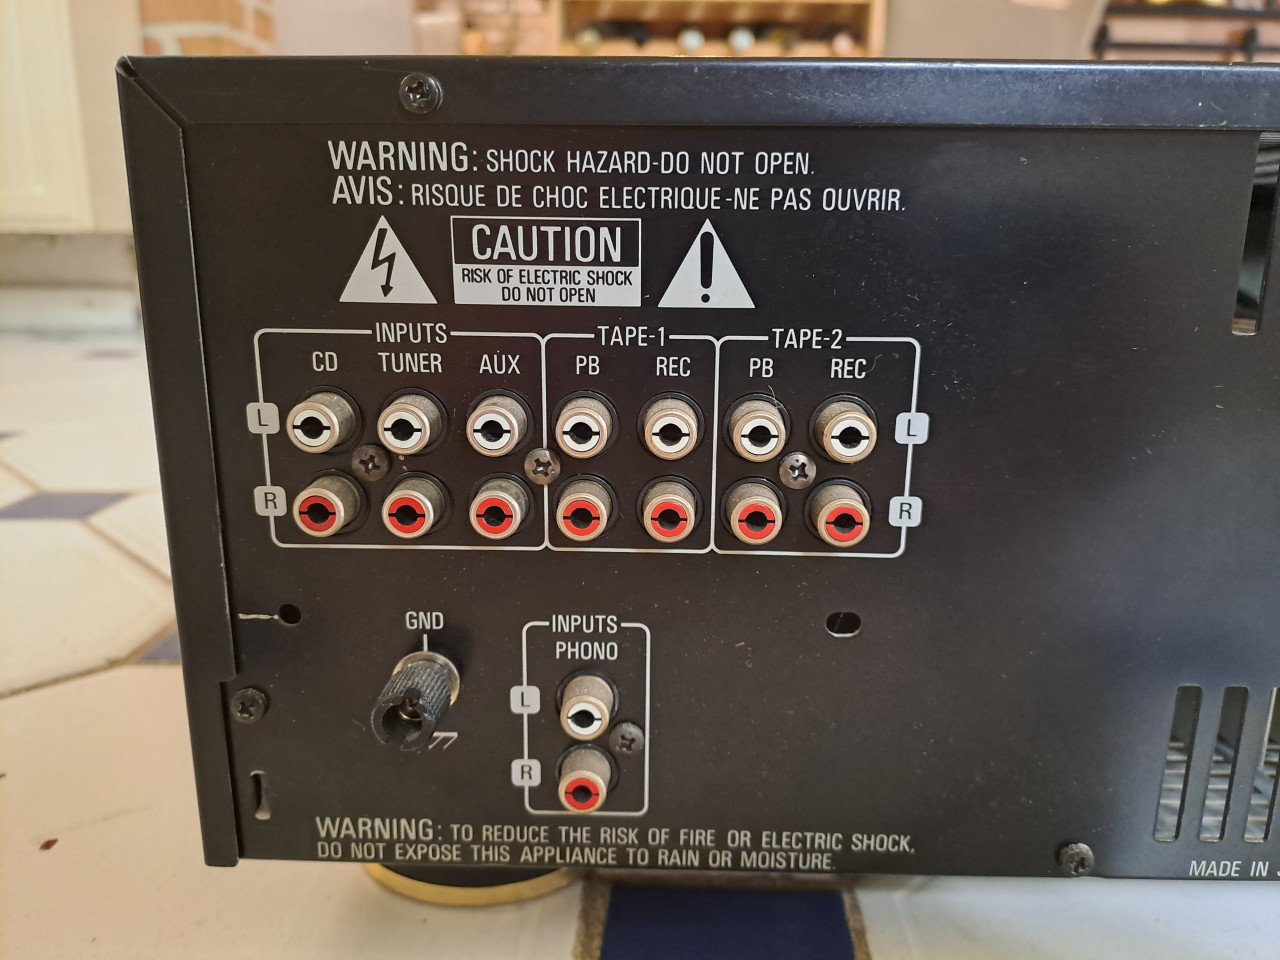 WARNING: SHOCK HAZARD-DO NOT OPEN.
AVIS: RISQUE DE CHOC ELECTRIQUE-NE PAS OUVRIR.
CAUTION
RISK OF ELECTRIC SHOCK
DO NOT OPEN
INPUTS TAPE-1 TAPE-2
CD TUNER AUX PB REC PB REC
L L
R R
GND INPUTS
PHONO
L
R
WARNING: TO REDUCE THE RISK OF FIRE OR ELECTRIC SHOCK,
DO NOT EXPOSE THIS APPLIANCE TO RAIN OR MOISTURE.
MADE IN